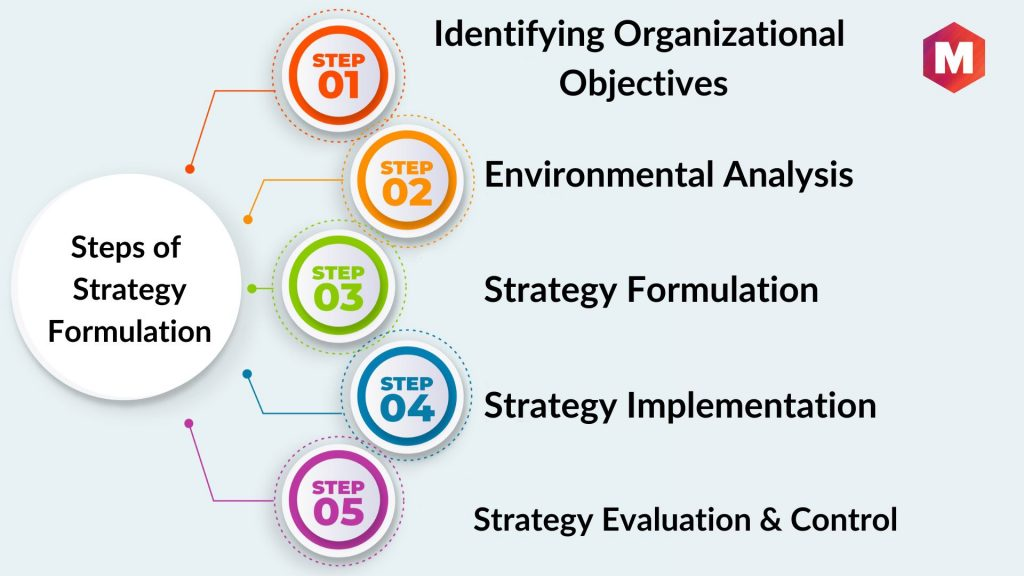 Steps of
Strategy
Formulation
STEP
01
Identifying Organizational
Objectives
STEP
02
Environmental Analysis
STEP
03
Strategy Formulation
STEP
04
Strategy Implementation
STEP
05
Strategy Evaluation & Control
M